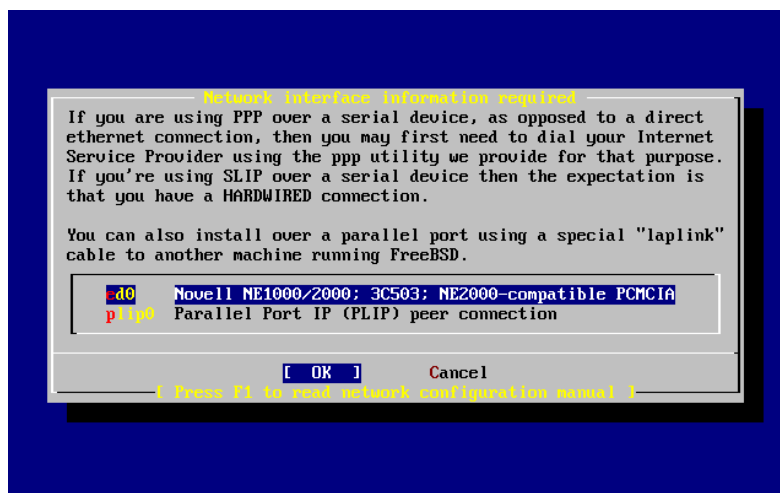 Network interface information required
If you are using PPP over a serial device, as opposed to a direct
ethernet connection, then you may first need to dial your Internet
Service Provider using the ppp utility we provide for that purpose.
If you're using SLIP over a serial device then the expectation is
that you have a HARDWIRED connection.
You can also install over a parallel port using a special "laplink"
cable to another machine running FreeBSD.
ed0 Novell NE1000/2000; 3C503; NE2000-compatible PCMCIA
plip0 Parallel Port IP (PLIP) peer connection
[ OK ] Cancel
[ Press F1 to read network configuration manual ]